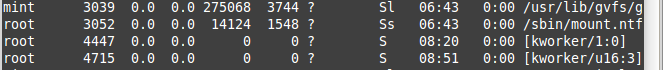 mint 3039 0.0 0.0 275068 3744 ? Sl 06:43 0:00 /usr/lib/gvfs/g
root 3052 0.0 0.0 14124 1548 ? Ss 06:43 0:00 /sbin/mount.ntf
root 4447 0.0 0.0 0 0 ? S 08:20 0:00 [kworker/1:0]
root 4715 0.0 0.0 0 0 ? S 08:51 0:00 [kworker/u16:3]